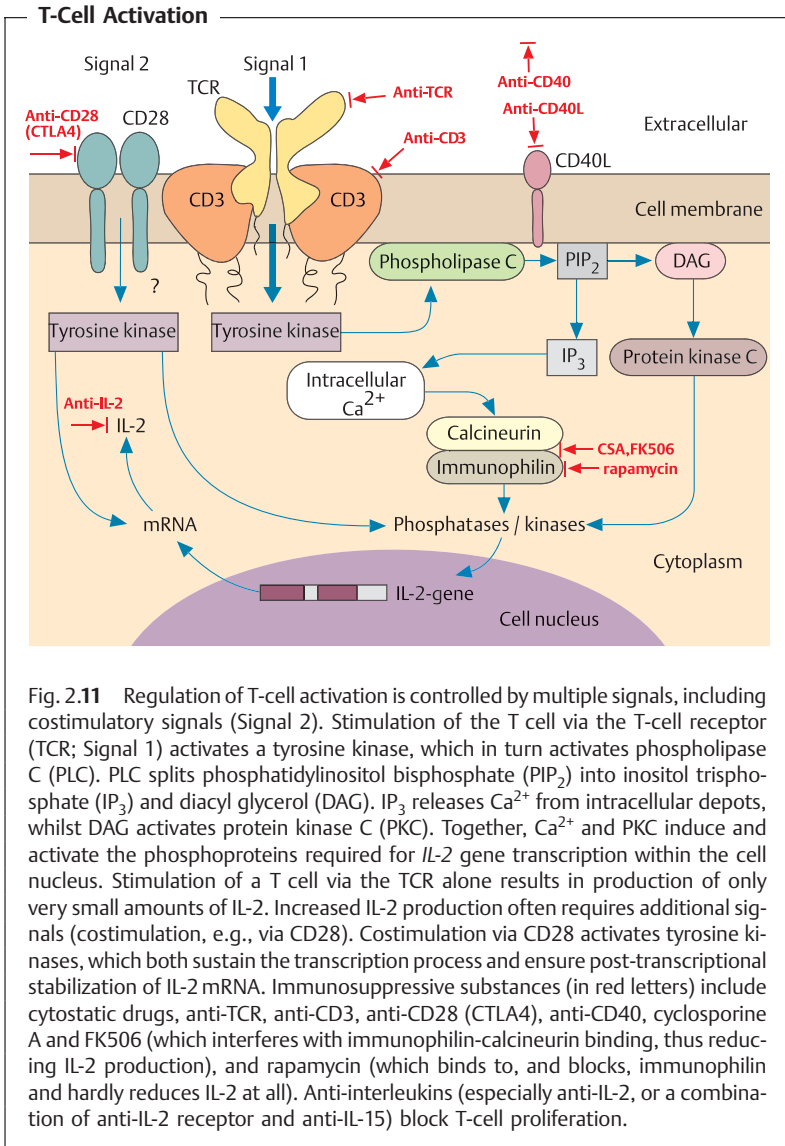 T-Cell Activation
Signal 2
Signal 1
TCR
Anti-CD40
Anti-TCR
Anti-CD40L
Anti-CD28
(CTLA4)
CD28
Extracellular
Anti-CD3
CD40L
CD3
CD3
Cell membrane
Phospholipase C
PIP2
DAG
?
Tyrosine kinase
Tyrosine kinase
IP3
Protein kinase C
Intracellular
Ca2+
Anti-IL-2
IL-2
Calcineurin
CSA,FK506
Immunophilin
rapamycin
mRNA
Phosphatases / kinases
Cytoplasm
IL-2-gene
Cell nucleus
Fig. 2.11 Regulation of T-cell activation is controlled by multiple signals, including
costimulatory signals (Signal 2). Stimulation of the T cell via the T-cell receptor
(TCR; Signal 1) activates a tyrosine kinase, which in turn activates phospholipase
C (PLC). PLC splits phosphatidylinositol bisphosphate (PIP2) into inositol trispho-
sphate (IP3) and diacyl glycerol (DAG). IP3 releases Ca2+ from intracellular depots,
whilst DAG activates protein kinase C (PKC). Together, Ca2+ and PKC induce and
activate the phosphoproteins required for IL-2 gene transcription within the cell
nucleus. Stimulation of a T cell via the TCR alone results in production of only
very small amounts of IL-2. Increased IL-2 production often requires additional sig-
nals (costimulation, e.g., via CD28). Costimulation via CD28 activates tyrosine ki-
nases, which both sustain the transcription process and ensure post-transcriptional
stabilization of IL-2 mRNA. Immunosuppressive substances (in red letters) include
cytostatic drugs, anti-TCR, anti-CD3, anti-CD28 (CTLA4), anti-CD40, cyclosporine
A and FK506 (which interferes with immunophilin-calcineurin binding, thus reduc-
ing IL-2 production), and rapamycin (which binds to, and blocks, immunophilin
and hardly reduces IL-2 at all). Anti-interleukins (especially anti-IL-2, or a combina-
tion of anti-IL-2 receptor and anti-IL-15) block T-cell proliferation.